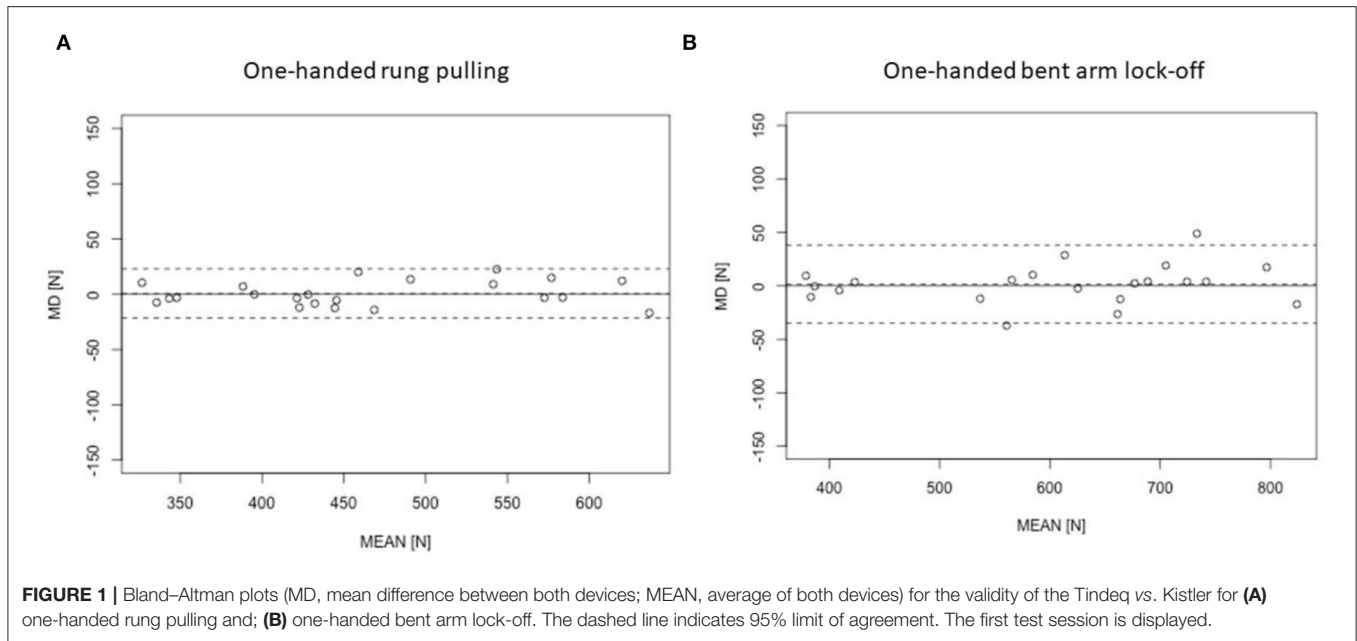 A
One-handed rung pulling
150
100
50
0
-50
-100
-150
MD [N]
350 400 450 500 550 600
MEAN [N]
B
One-handed bent arm lock-off
150
100
50
0
-50
-100
-150
MD [N]
400 500 600 700 800
MEAN [N]
FIGURE 1 | Bland–Altman plots (MD, mean difference between both devices; MEAN, average of both devices) for the validity of the Tindeq vs. Kistler for (A)
one-handed rung pulling and; (B) one-handed bent arm lock-off. The dashed line indicates 95% limit of agreement. The first test session is displayed.